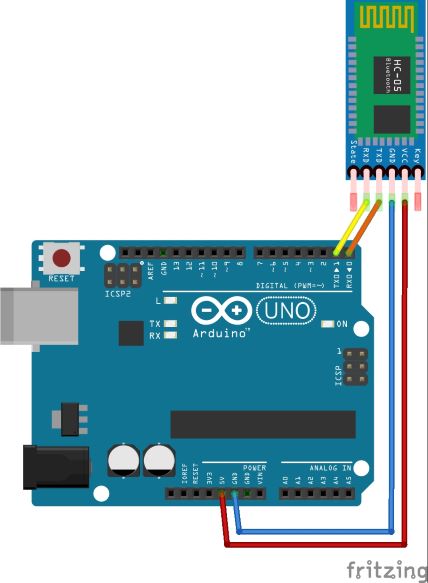 HC-05
Bluetooth
State
RXD
TXD
GND
VCC
Key
RESET
ICSP2
AREF
GND
13
12
~11
~10
~9
8
7
~6
~5
4
~3
2
TX0▶1
RX0◀0
DIGITAL (PWM=~)
L
TX
RX
UNO
ON
Arduino™
1
ICSP
IOREF
RESET
3V3
5V
GND
GND
VIN
POWER
ANALOG IN
A0
A1
A2
A3
A4
A5
fritzing